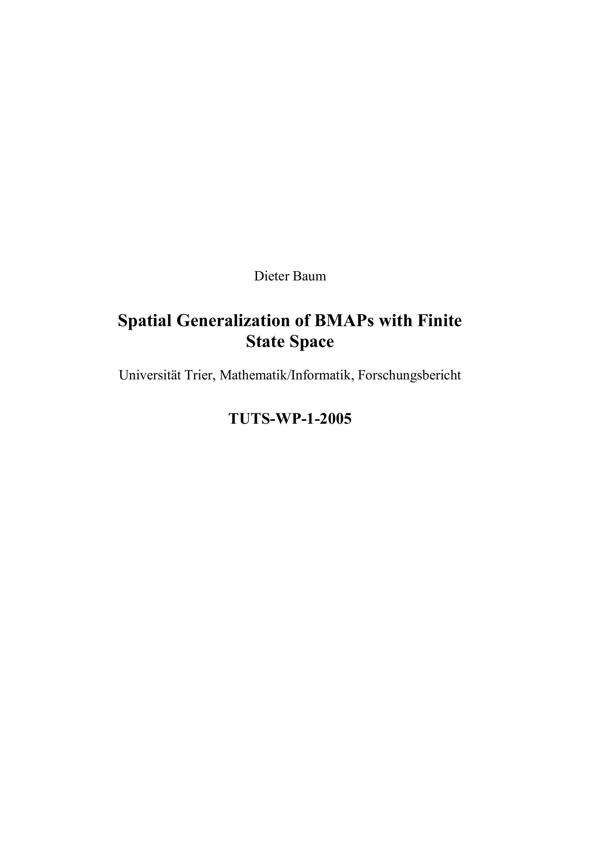 Dieter Baum
Spatial Generalization of BMAPs with Finite
State Space
Universität Trier, Mathematik/Informatik, Forschungsbericht
TUTS-WP-1-2005